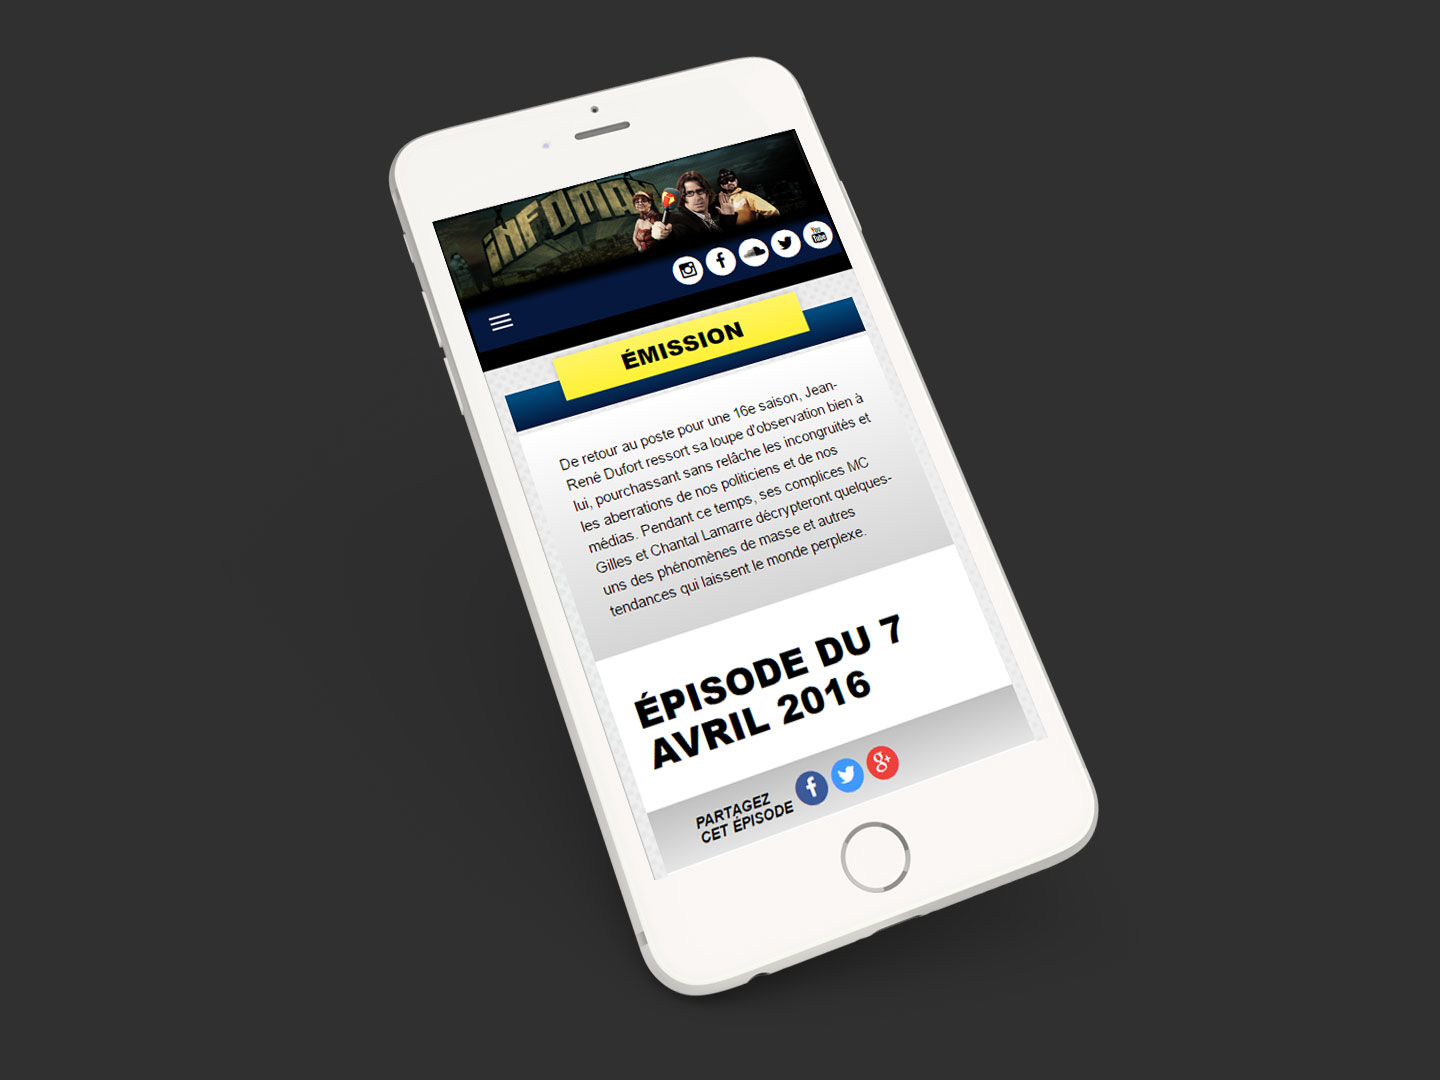 INFOMAN
You
Tube
ÉMISSION
De retour au poste pour une 16e saison, Jean-
René Dufort ressort sa loupe d'observation bien à
lui, pourchassant sans relâche les incongruités et
les aberrations de nos politiciens et de nos
médias. Pendant ce temps, ses complices MC
Gilles et Chantal Lamarre décrypteront quelques-
uns des phénomènes de masse et autres
tendances qui laissent le monde perplexe.
ÉPISODE DU 7
AVRIL 2016
PARTAGEZ
CET ÉPISODE
g+